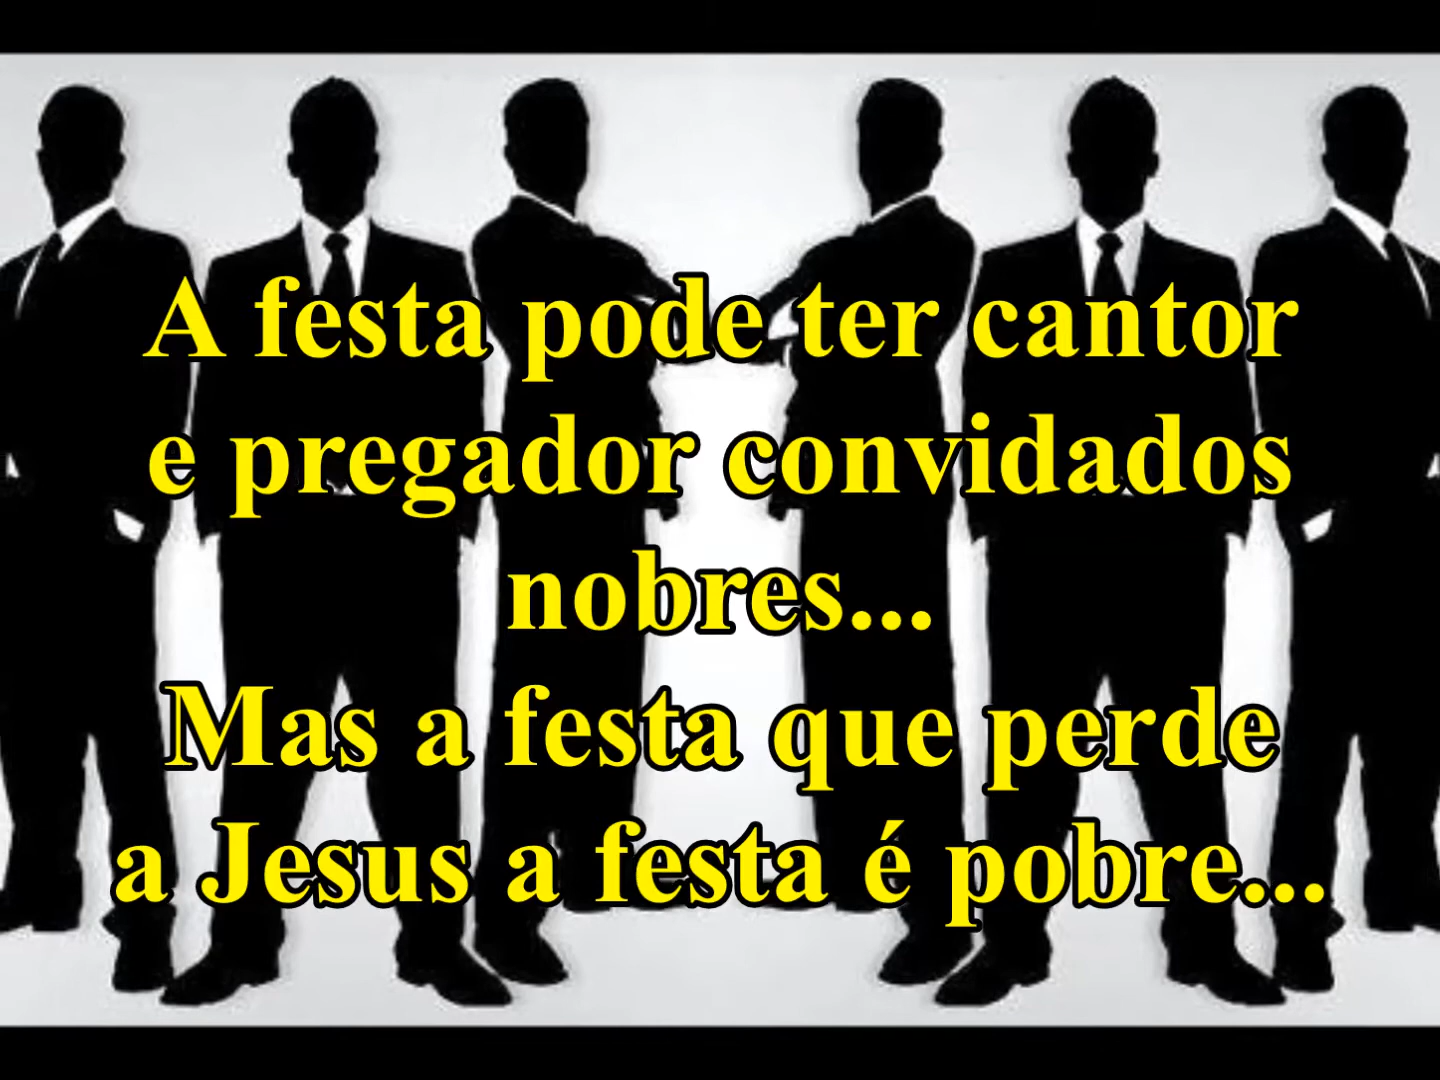 A festa pode ter cantor
e pregador convidados
nobres...
Mas a festa que perde
a Jesus a festa é pobre...